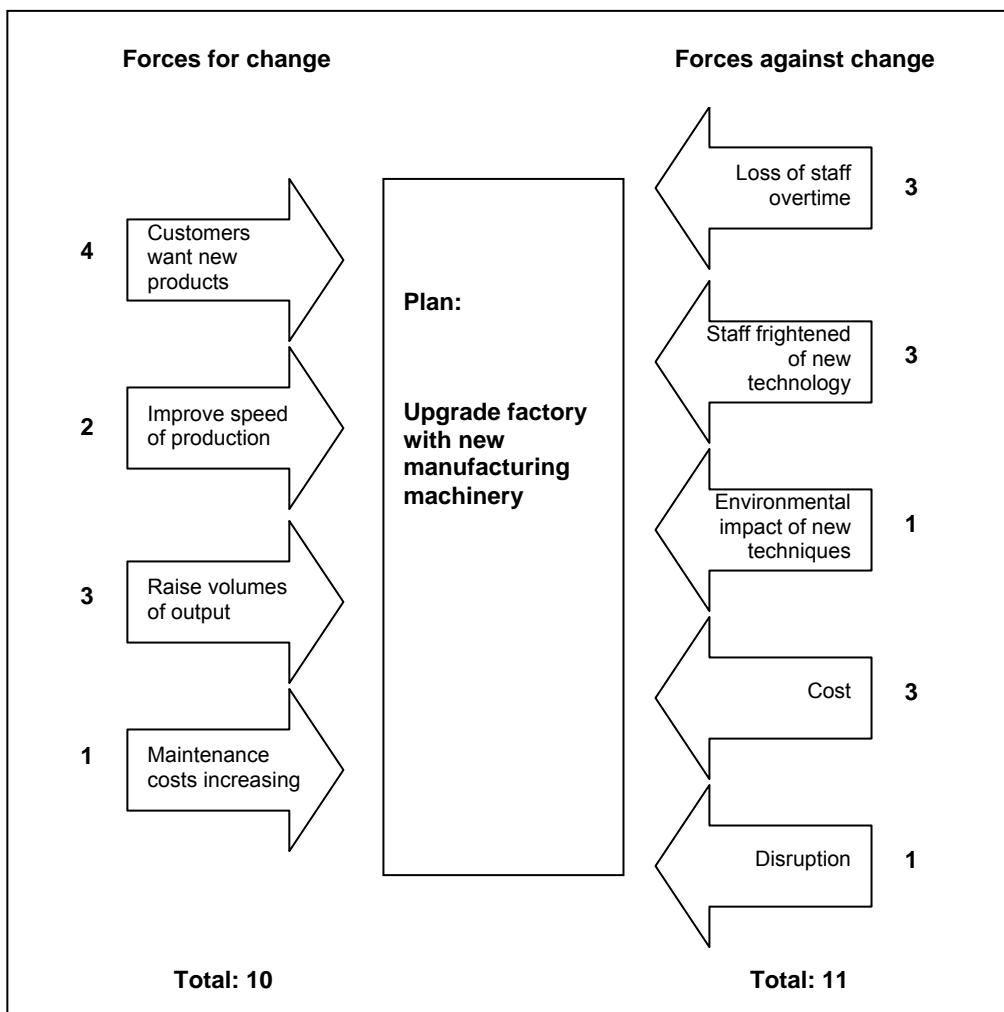 Forces for change
Forces against change
4
Customers
want new
products
2
Improve speed
of production
3
Raise volumes
of output
1
Maintenance
costs increasing
Plan:
Upgrade factory
with new
manufacturing
machinery
Loss of staff
overtime
3
Staff frightened
of new
technology
3
Environmental
impact of new
techniques
1
Cost
3
Disruption
1
Total: 10
Total: 11